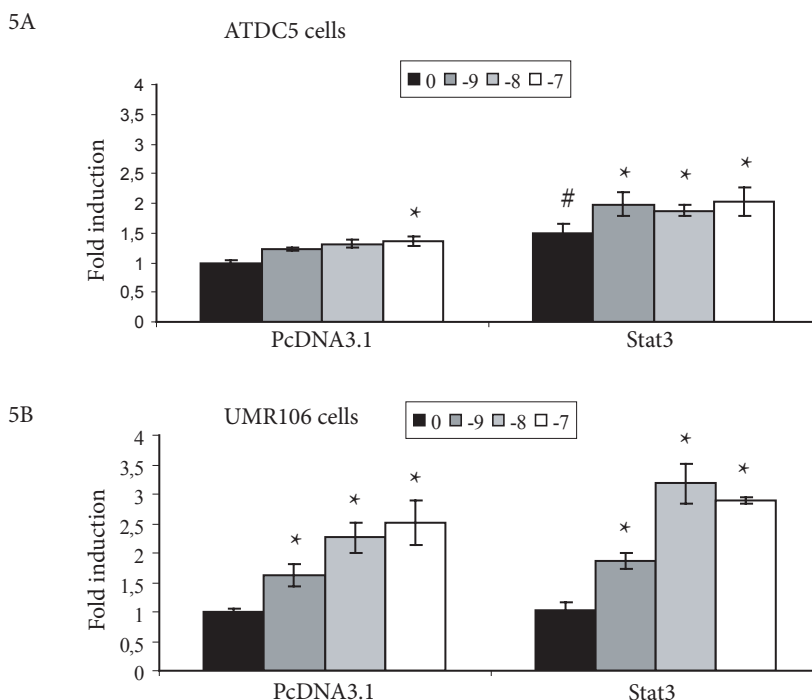 5A
ATDC5 cells
0 -9 -8 -7
4
3,5
3
2,5
2
1,5
1
0,5
0
Fold induction
*
#
*
*
*
PcDNA3.1 Stat3
5B
UMR106 cells
0 -9 -8 -7
4
3,5
3
2,5
2
1,5
1
0,5
0
Fold induction
*
*
*
*
*
*
PcDNA3.1 Stat3